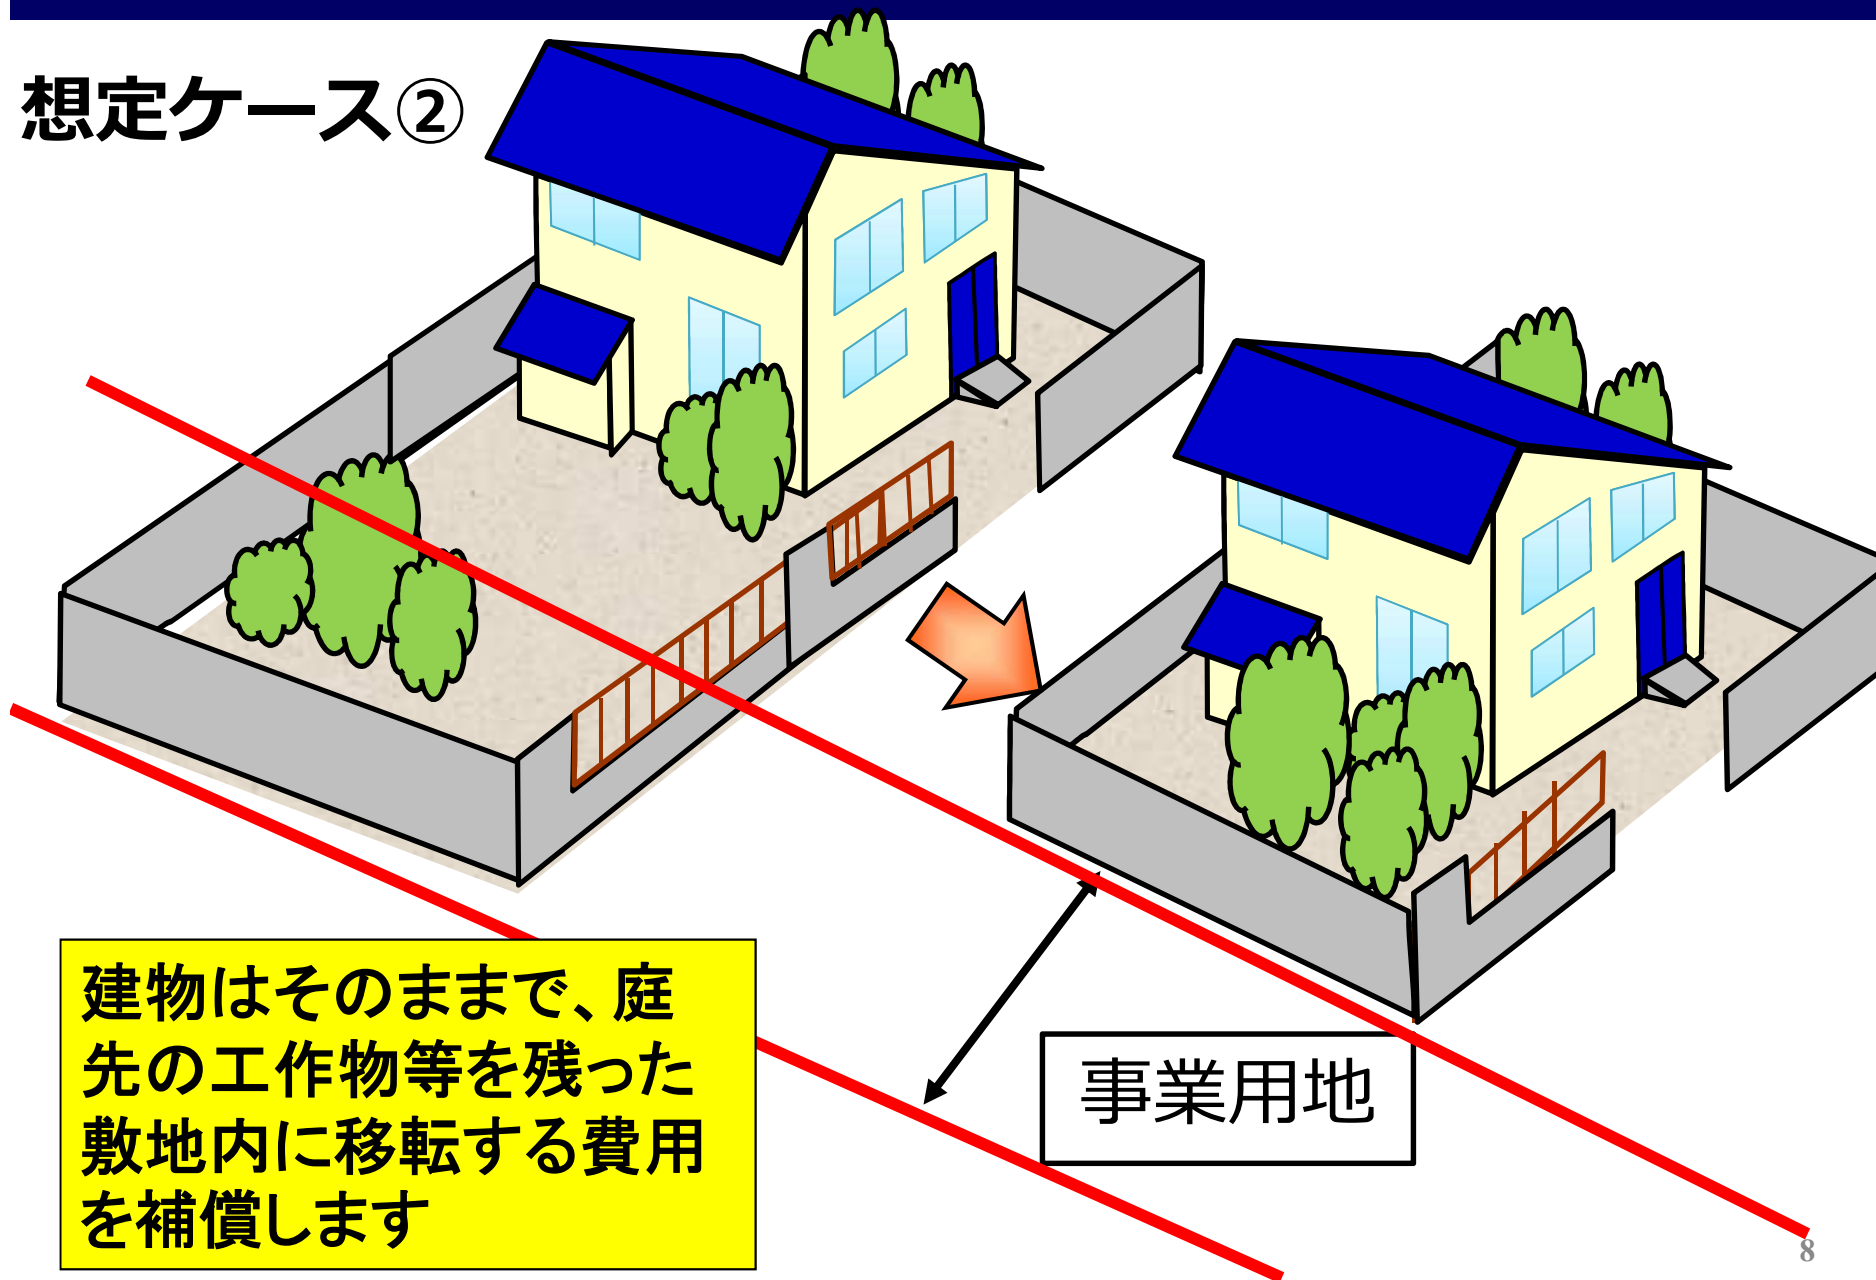 想定ケース②
建物はそのままで、庭
先の工作物等を残った
敷地内に移転する費用
を補償します
事業用地
8